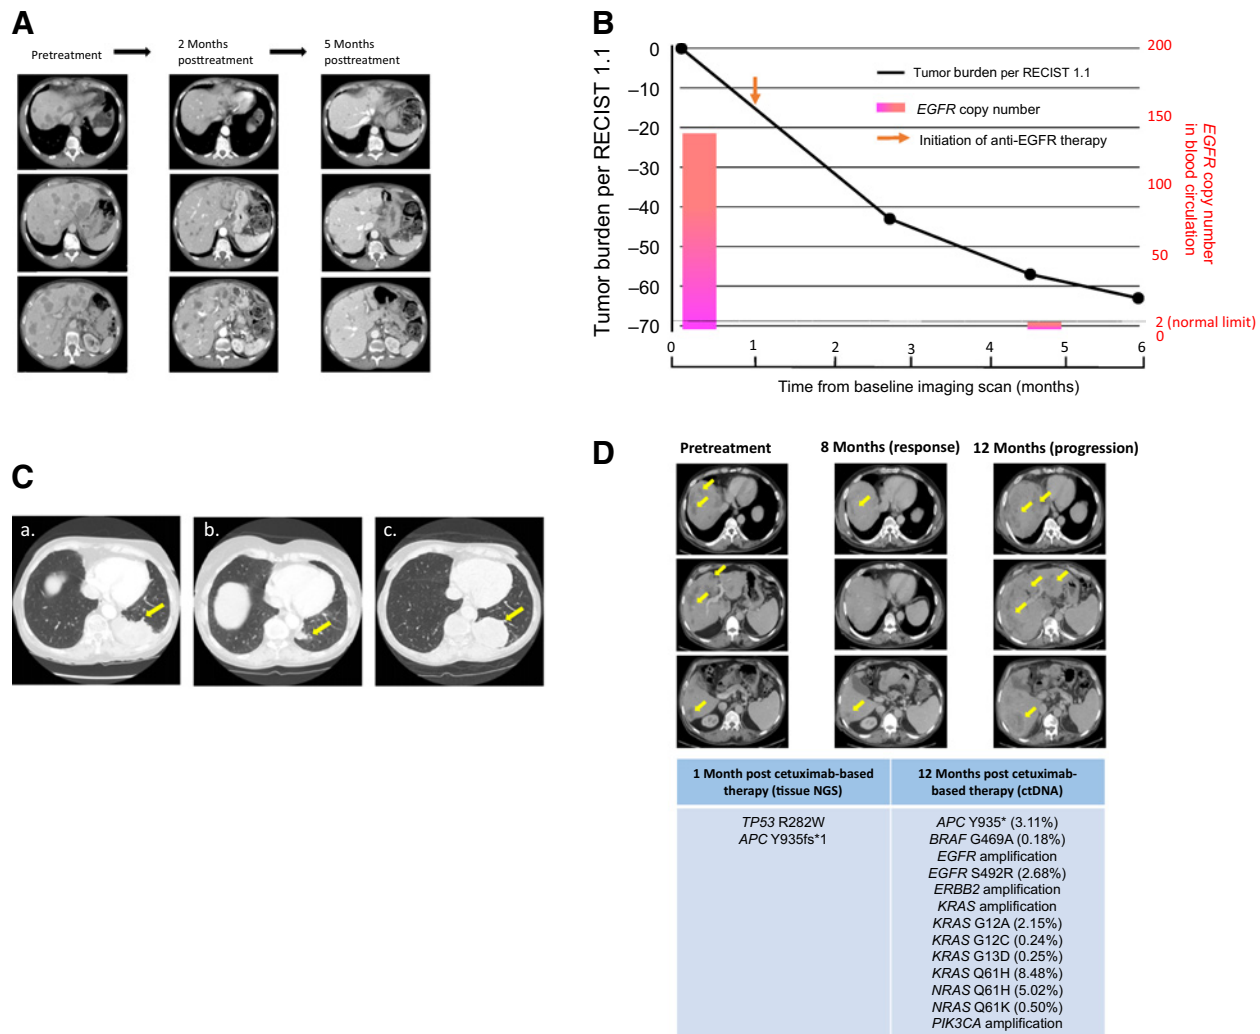 A
Pretreatment
2 Months
posttreatment
5 Months
posttreatment
B
Tumor burden per RECIST 1.1
0
–10
–20
–30
–40
–50
–60
–70
Tumor burden per RECIST 1.1
EGFR copy number
Initiation of anti-EGFR therapy
200
150
100
50
2 (normal limit)
0
EGFR copy number
in blood circulation
0
1
2
3
4
5
6
Time from baseline imaging scan (months)
C
a.
b.
c.
D
Pretreatment
8 Months (response)
12 Months (progression)
1 Month post cetuximab-based
therapy (tissue NGS)
12 Months post cetuximab-
based therapy (ctDNA)
TP53 R282W
APC Y935fs*1
APC Y935* (3.11%)
BRAF G469A (0.18%)
EGFR amplification
EGFR S492R (2.68%)
ERBB2 amplification
KRAS amplification
KRAS G12A (2.15%)
KRAS G12C (0.24%)
KRAS G13D (0.25%)
KRAS Q61H (8.48%)
NRAS Q61H (5.02%)
NRAS Q61K (0.50%)
PIK3CA amplification